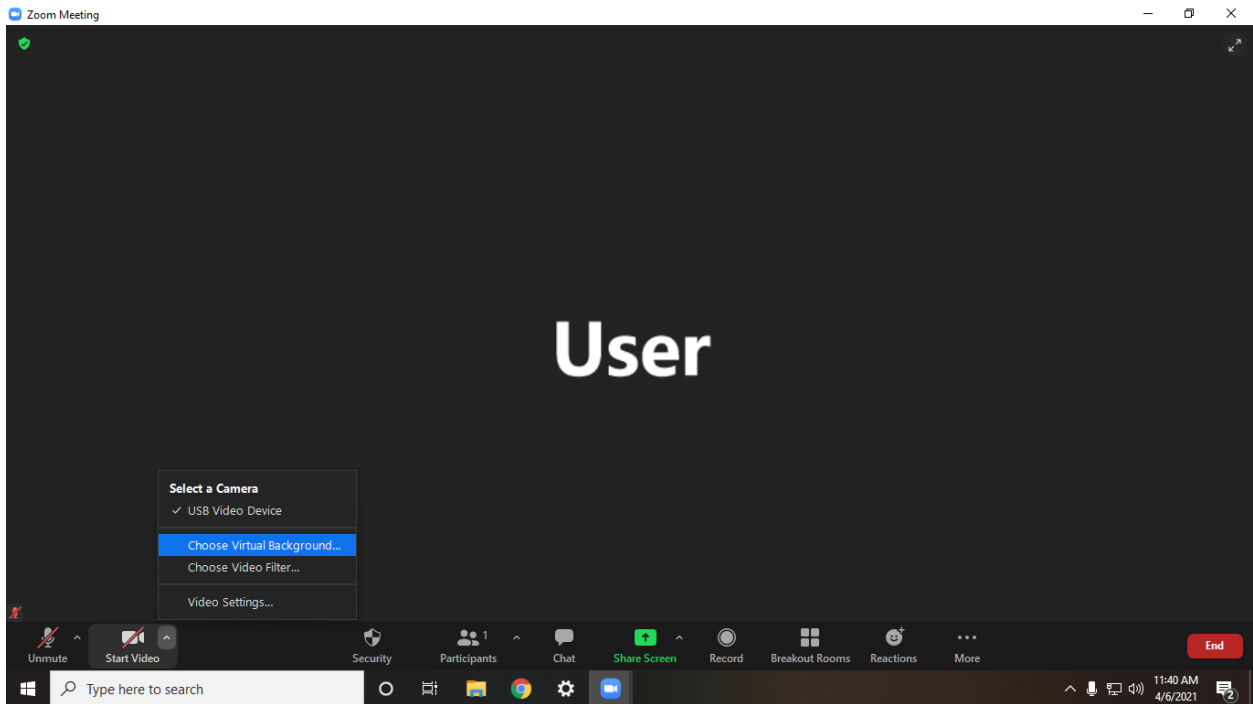 Zoom Meeting
User
Select a Camera
USB Video Device
Choose Virtual Background...
Choose Video Filter...
Video Settings...
1
Unmute Start Video Security Participants Chat Share Screen Record Breakout Rooms Reactions More End
Type here to search
11:40 AM
4/6/2021
2